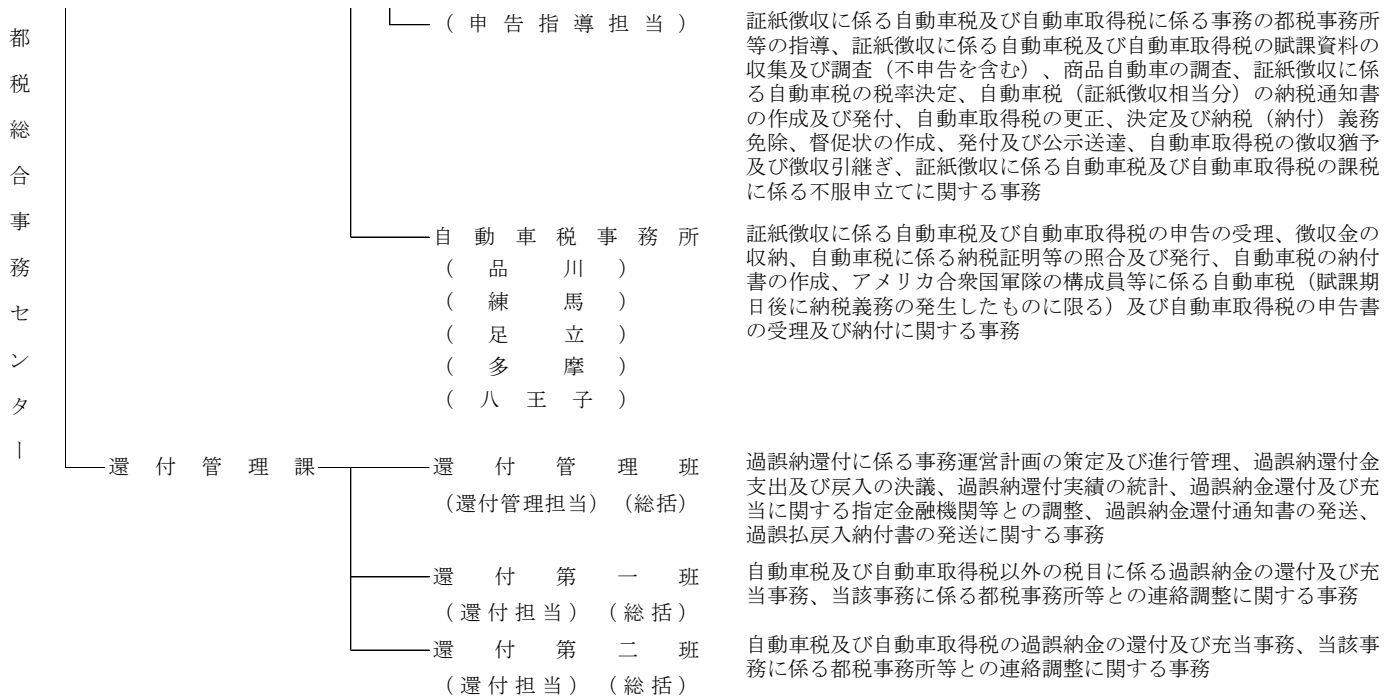 都税総合事務センター
（申告指導担当）
証紙徴収に係る自動車税及び自動車取得税に係る事務の都税事務所
等の指導、証紙徴収に係る自動車税及び自動車取得税の賦課資料の
収集及び調査（不申告を含む）、商品自動車の調査、証紙徴収に係
る自動車税の税率決定、自動車税（証紙徴収相当分）の納税通知書
の作成及び発付、自動車取得税の更正、決定及び納税（納付）義務
免除、督促状の作成、発付及び公示送達、自動車取得税の徴収猶予
及び徴収引継ぎ、証紙徴収に係る自動車税及び自動車取得税の課税
に係る不服申立てに関する事務
自動車税事務所
（品川）
（練馬）
（足立）
（多摩）
（八王子）
証紙徴収に係る自動車税及び自動車取得税の申告の受理、徴収金の
収納、自動車税に係る納税証明等の照合及び発行、自動車税の納付
書の作成、アメリカ合衆国軍隊の構成員等に係る自動車税（賦課期
日後に納税義務の発生したものに限る）及び自動車取得税の申告書
の受理及び納付に関する事務
還付管理課
還付管理班
（還付管理担当）（総括）
過誤納還付に係る事務運営計画の策定及び進行管理、過誤納還付金
支出及び戻入の決議、過誤納還付実績の統計、過誤納金還付及び充
当に関する指定金融機関等との調整、過誤納金還付通知書の発送、
過誤払戻入納付書の発送に関する事務
還付第一班
（還付担当）（総括）
自動車税及び自動車取得税以外の税目に係る過誤納金の還付及び充
当事務、当該事務に係る都税事務所等との連絡調整に関する事務
還付第二班
（還付担当）（総括）
自動車税及び自動車取得税の過誤納金の還付及び充当事務、当該事
務に係る都税事務所等との連絡調整に関する事務